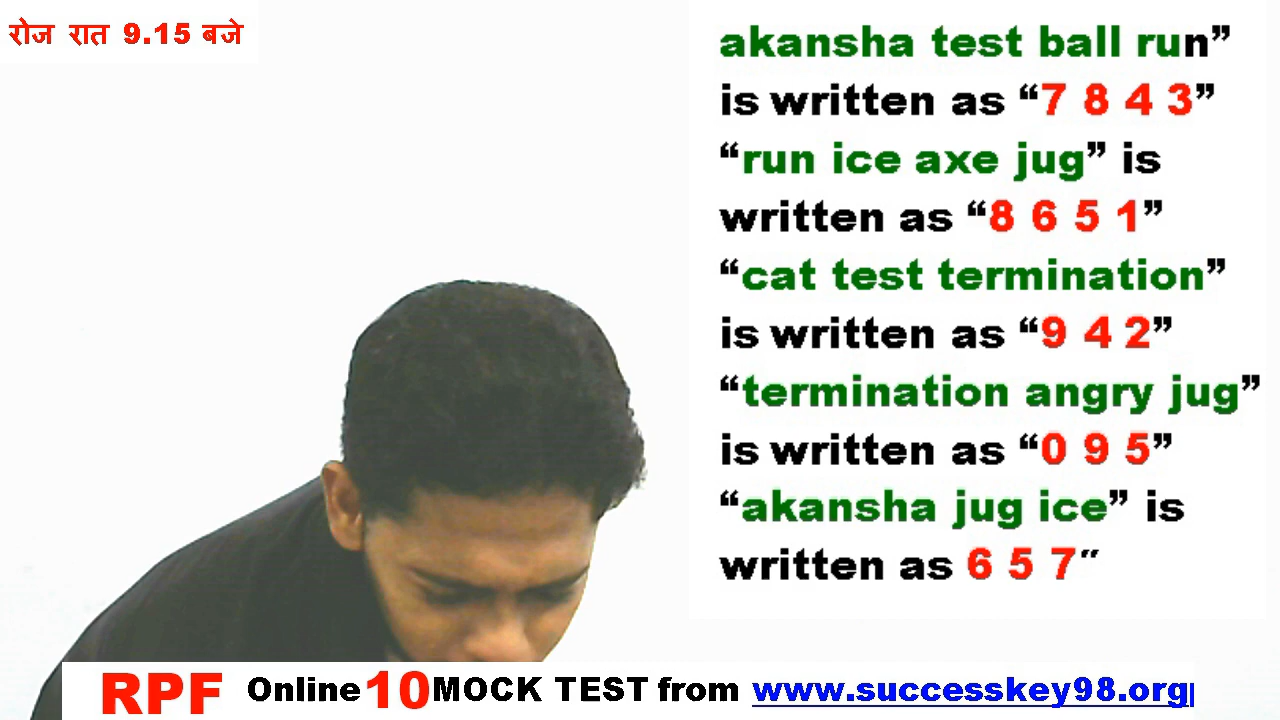 रोज रात 9.15 बजे
akansha test ball run”
is written as “7 8 4 3”
“run ice axe jug” is
written as “8 6 5 1”
“cat test termination”
is written as “9 4 2”
“termination angry jug”
is written as “0 9 5”
“akansha jug ice” is
written as 6 5 7”
RPF Online 10 MOCK TEST from www.successkey98.org